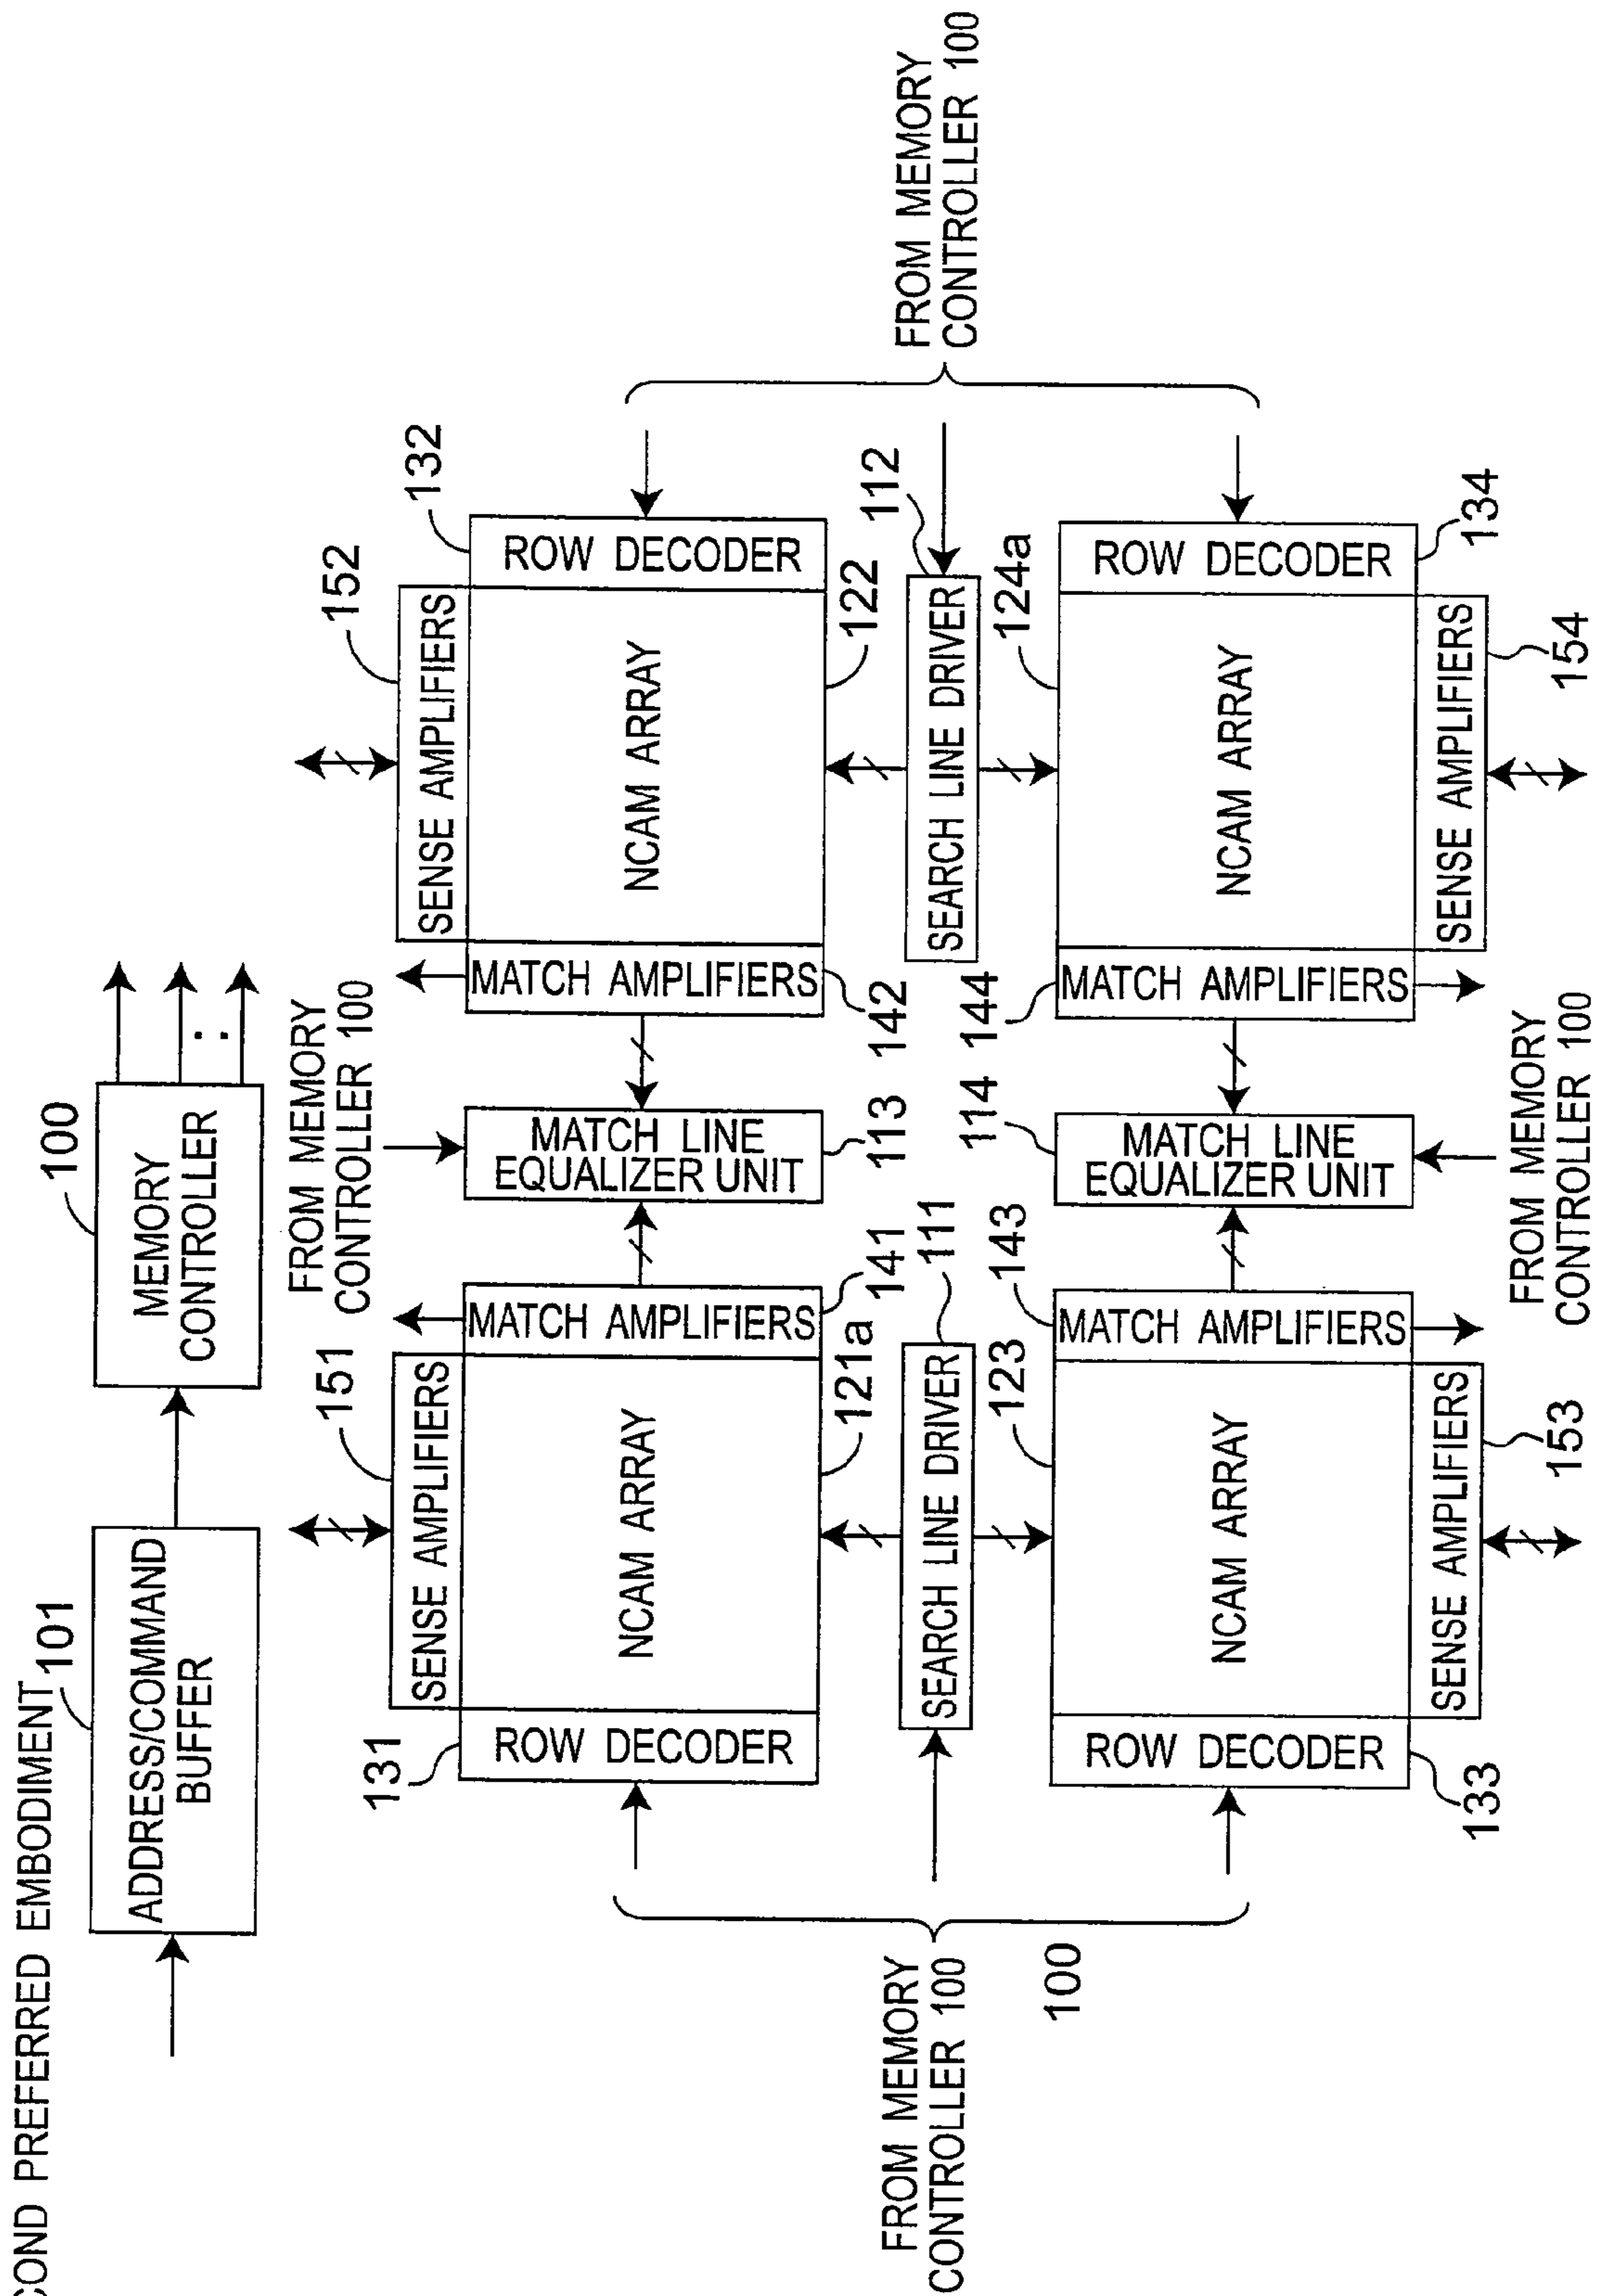 COND PREFERRED EMBODIMENT
101
ADDRESS/COMMAND
BUFFER
100
MEMORY
CONTROLLER
FROM MEMORY
CONTROLLER 100
151
SENSE AMPLIFIERS
152
SENSE AMPLIFIERS
131
ROW DECODER
NCAM ARRAY
121a
MATCH AMPLIFIERS
141
MATCH LINE
EQUALIZER UNIT
113
MATCH AMPLIFIERS
142
NCAM ARRAY
122
ROW DECODER
132
FROM MEMORY
CONTROLLER 100
100
SEARCH LINE DRIVER
111
SEARCH LINE DRIVER
112
FROM MEMORY
CONTROLLER 100
133
ROW DECODER
NCAM ARRAY
123
MATCH AMPLIFIERS
143
MATCH LINE
EQUALIZER UNIT
114
MATCH AMPLIFIERS
144
NCAM ARRAY
124a
ROW DECODER
134
SENSE AMPLIFIERS
153
SENSE AMPLIFIERS
154
FROM MEMORY
CONTROLLER 100